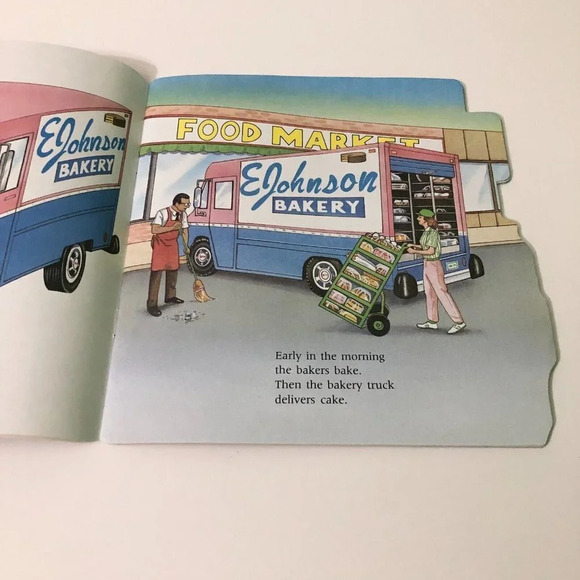 EJohnson
BAKERY
FOOD MARKET
EJohnson
BAKERY
Early in the morning
the bakers bake.
Then the bakery truck
delivers cake.